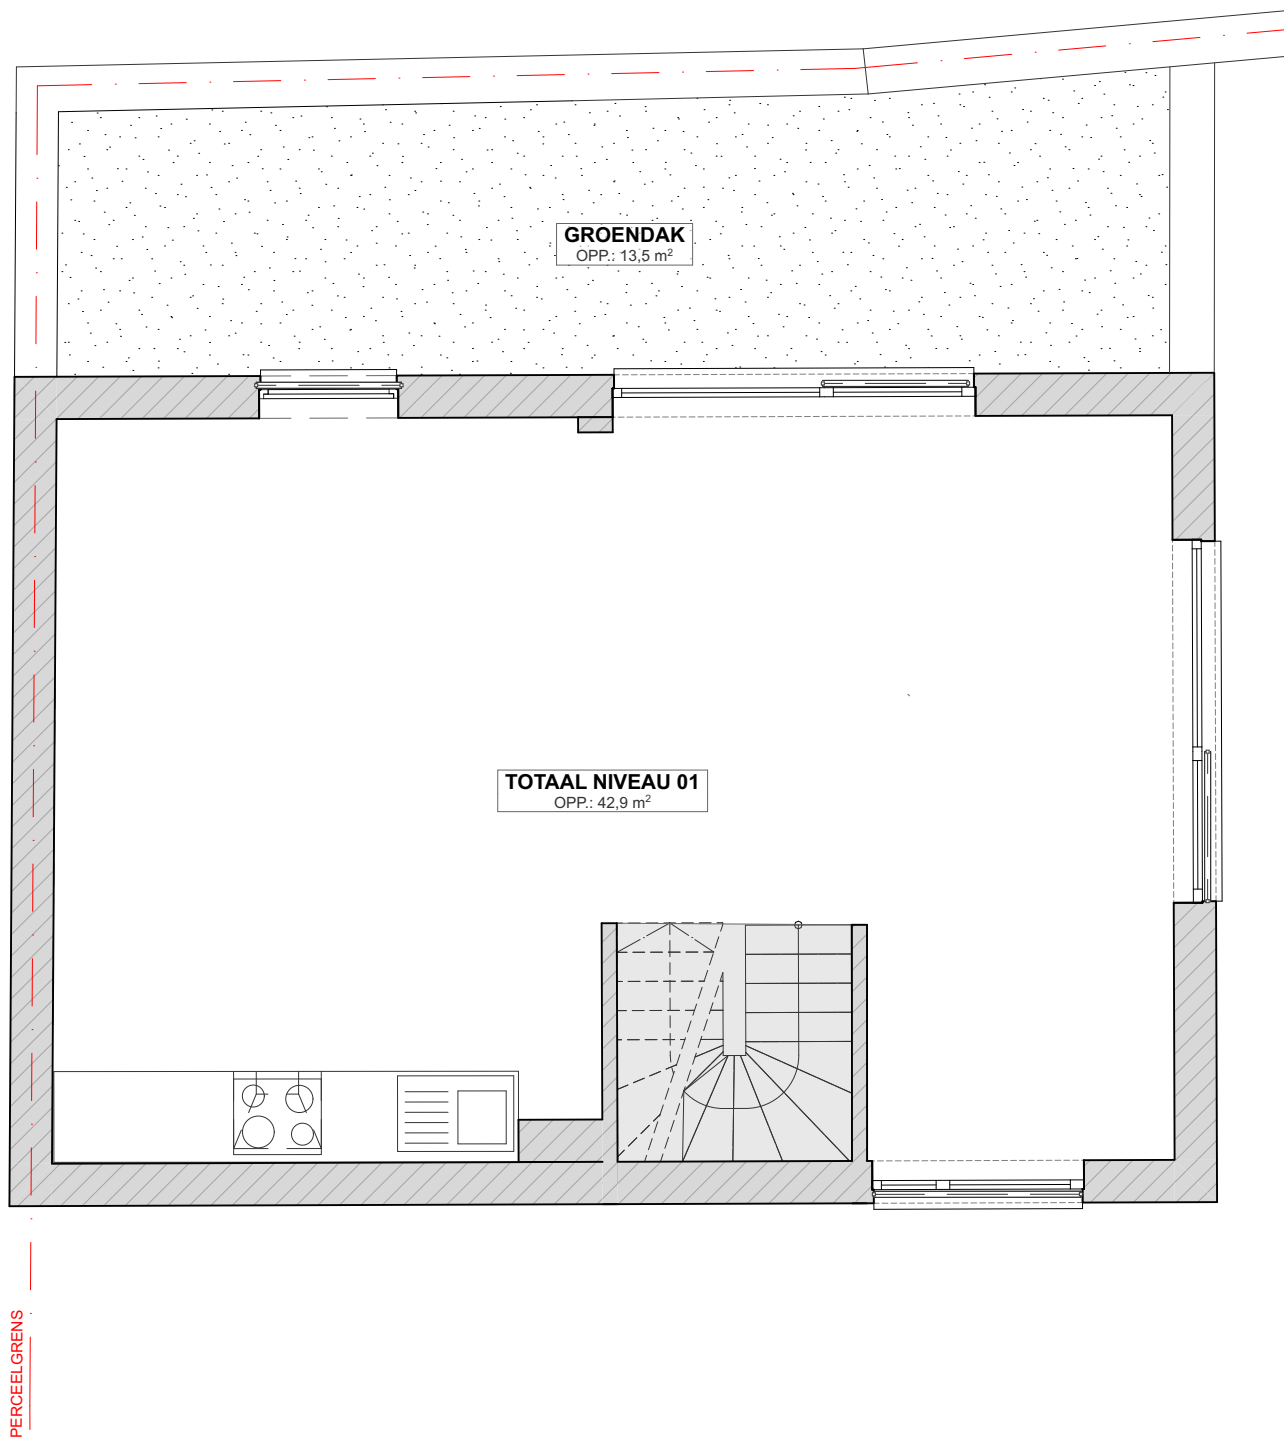 GROENDAK
OPP.: 13,5 m²
TOTAAL NIVEAU 01
OPP.: 42,9 m²
PERCEELGRENS